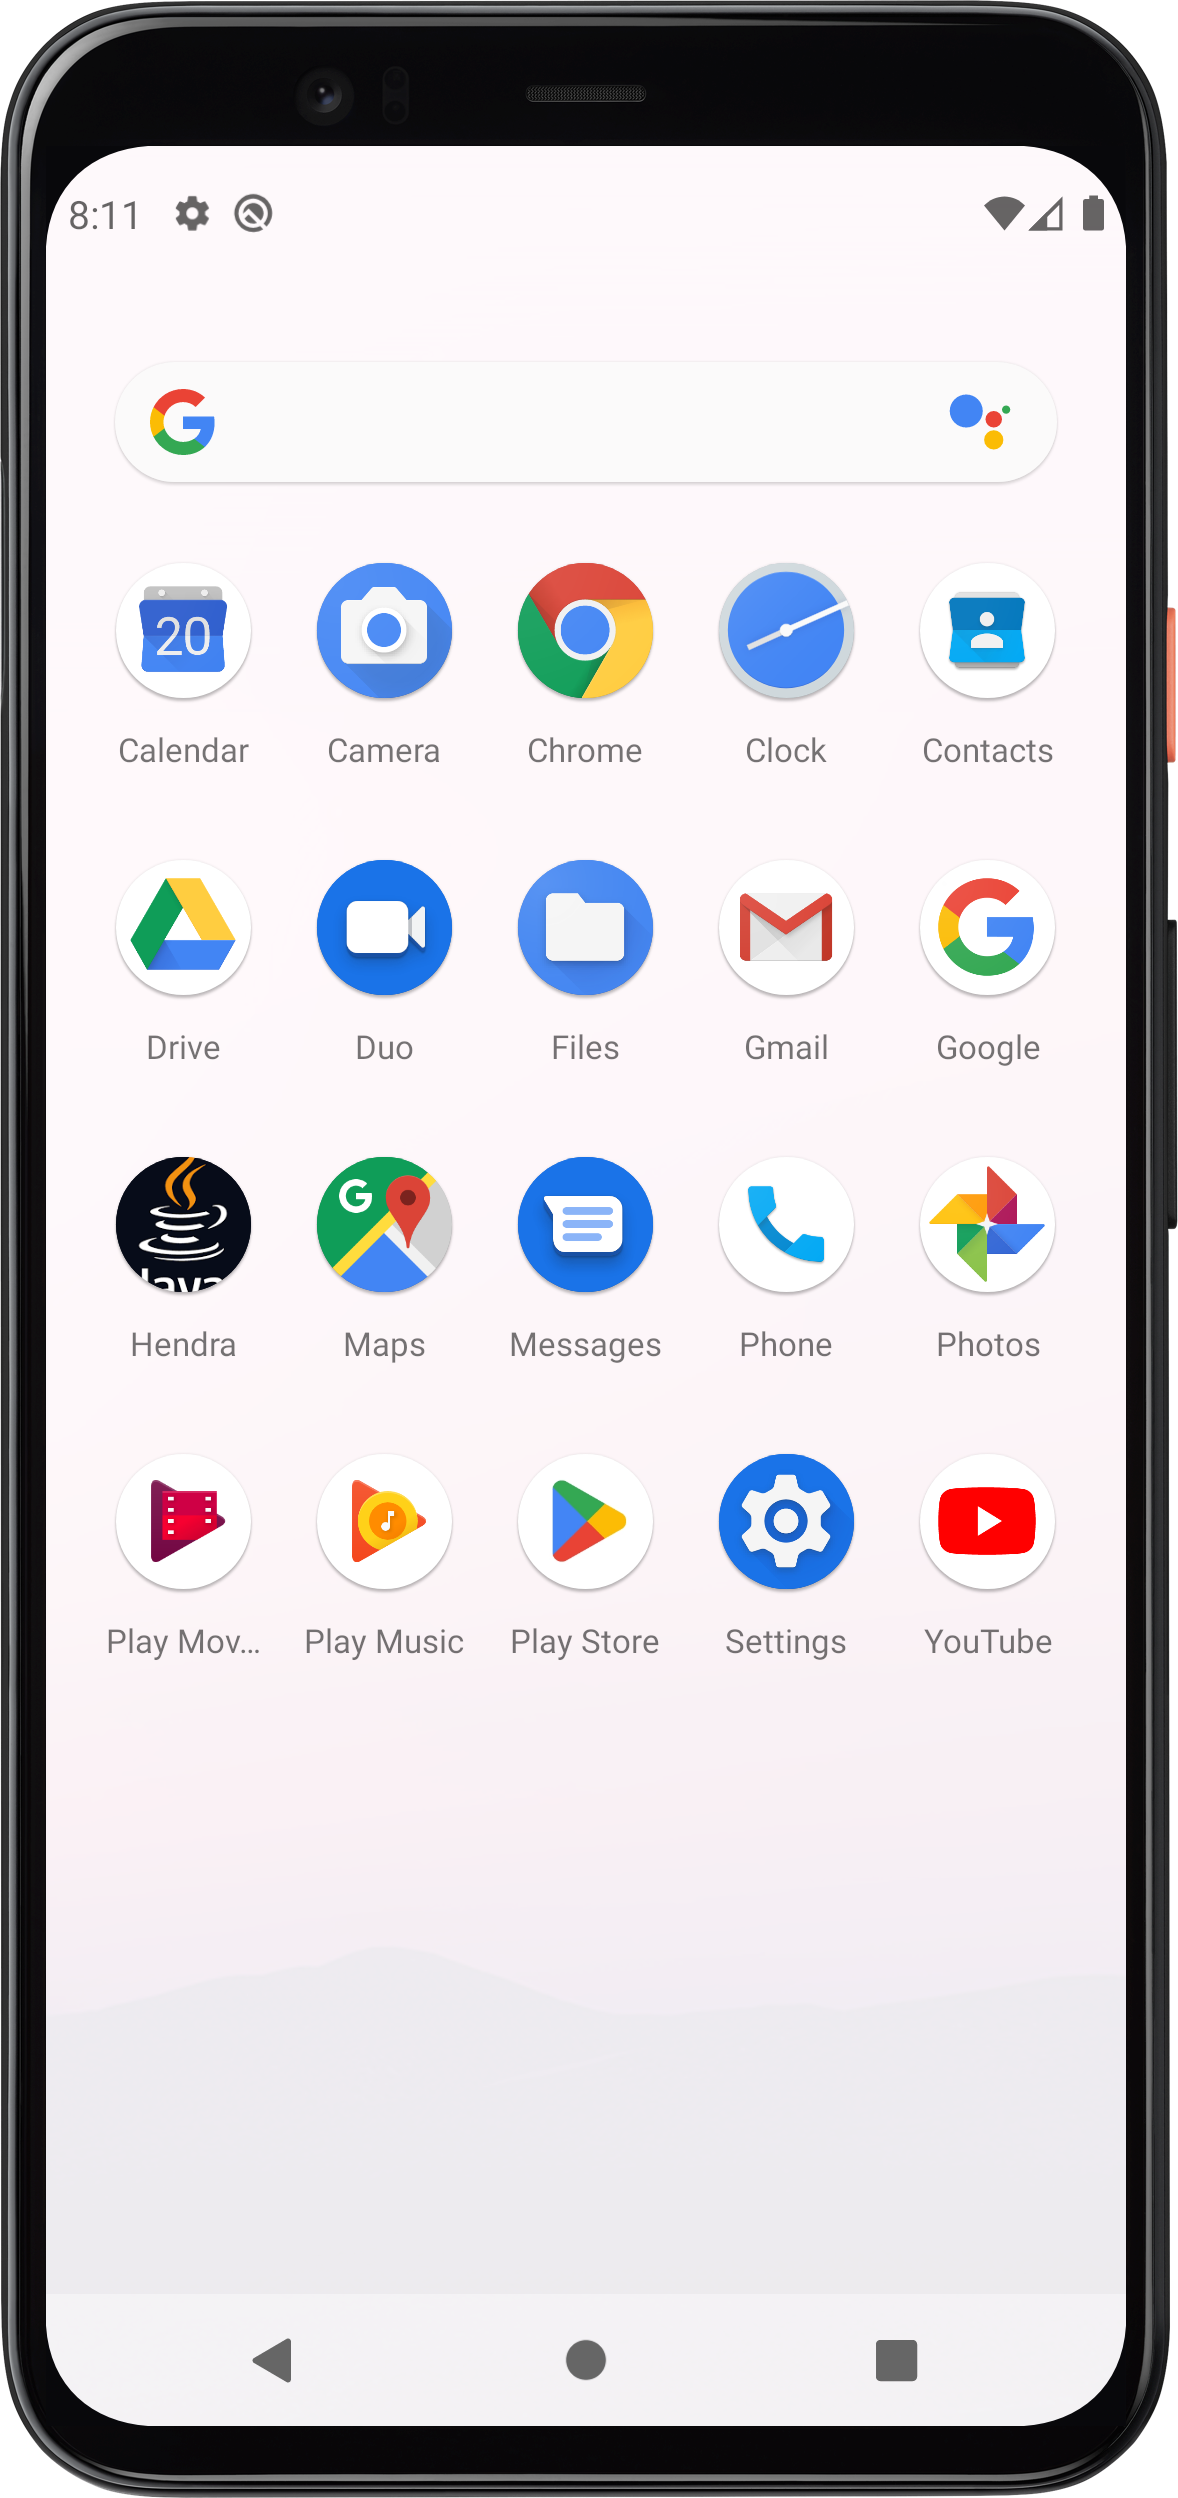 8:11
20
Calendar Camera Chrome Clock Contacts
Drive Duo Files Gmail Google
Java
Hendra Maps Messages Phone Photos
Play Mov... Play Music Play Store Settings YouTube